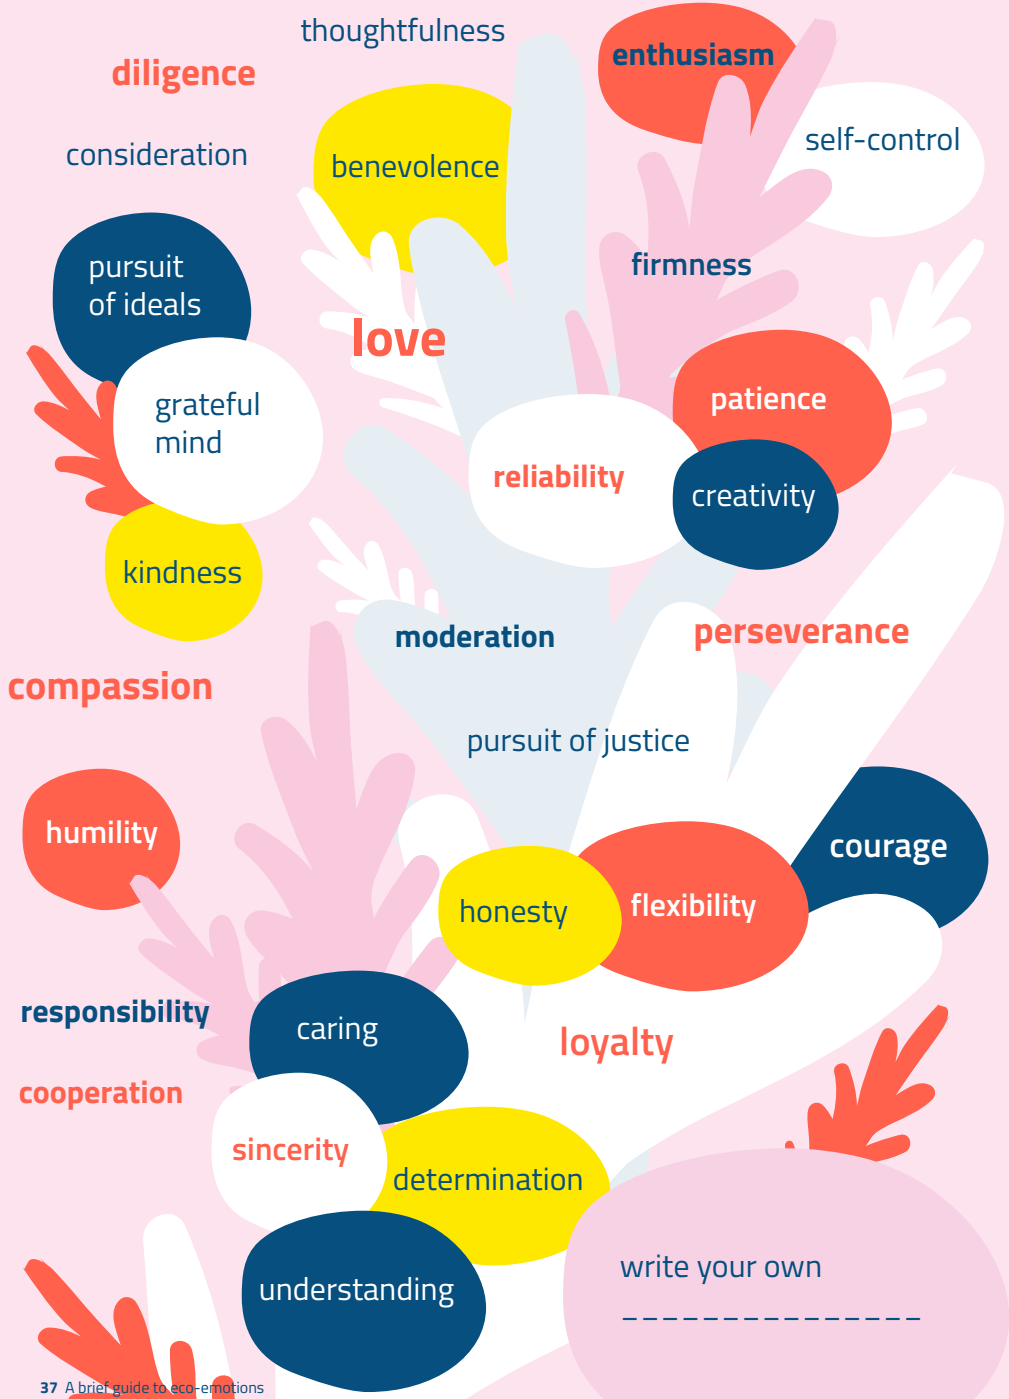 thoughtfulness
enthusiasm
diligence
self-control
consideration
benevolence
pursuit
of ideals
firmness
love
grateful
mind
patience
reliability
creativity
kindness
moderation
perseverance
compassion
pursuit of justice
humility
courage
honesty
flexibility
responsibility
caring
loyalty
cooperation
sincerity
determination
understanding
write your own
_ _ _ _ _ _ _ _ _ _ _ _ _ _ _
37 A brief guide to eco-emotions